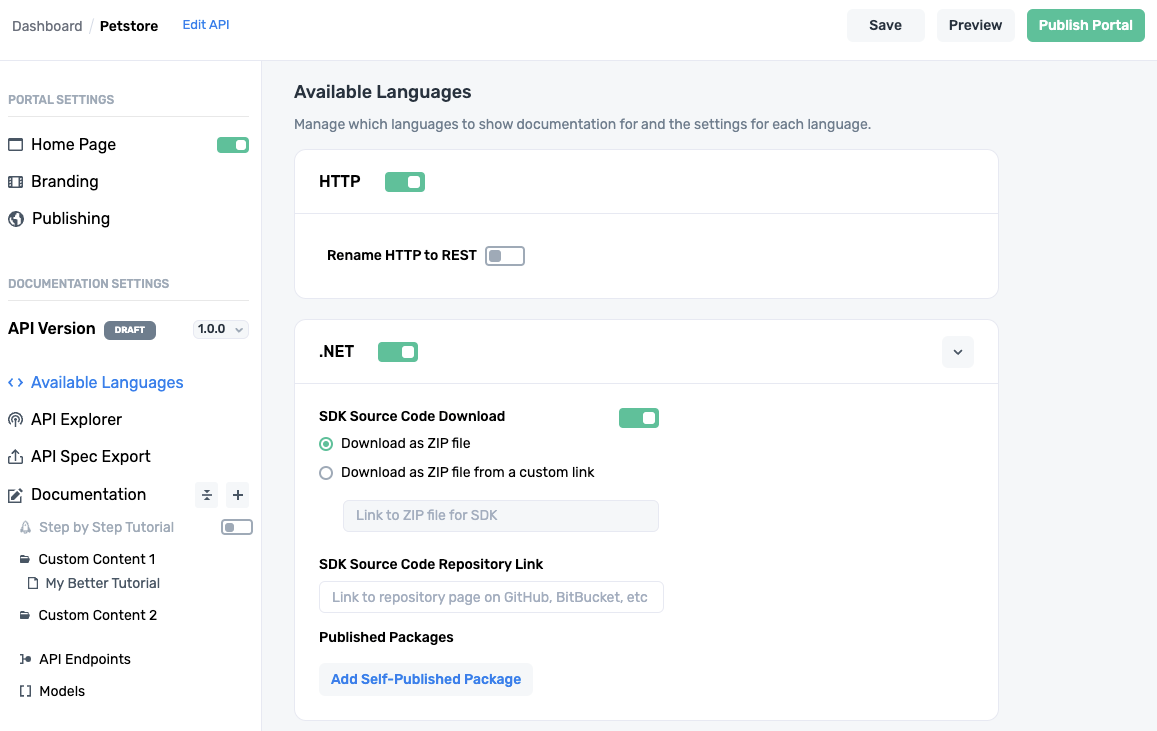 Dashboard / Petstore Edit API
Save Preview Publish Portal
PORTAL SETTINGS
Home Page
Branding
Publishing
DOCUMENTATION SETTINGS
API Version DRAFT 1.0.0
Available Languages
API Explorer
API Spec Export
Documentation
Step by Step Tutorial
Custom Content 1
My Better Tutorial
Custom Content 2
API Endpoints
Models
Available Languages
Manage which languages to show documentation for and the settings for each language.
HTTP
Rename HTTP to REST
.NET
SDK Source Code Download
Download as ZIP file
Download as ZIP file from a custom link
Link to ZIP file for SDK
SDK Source Code Repository Link
Link to repository page on GitHub, BitBucket, etc
Published Packages
Add Self-Published Package